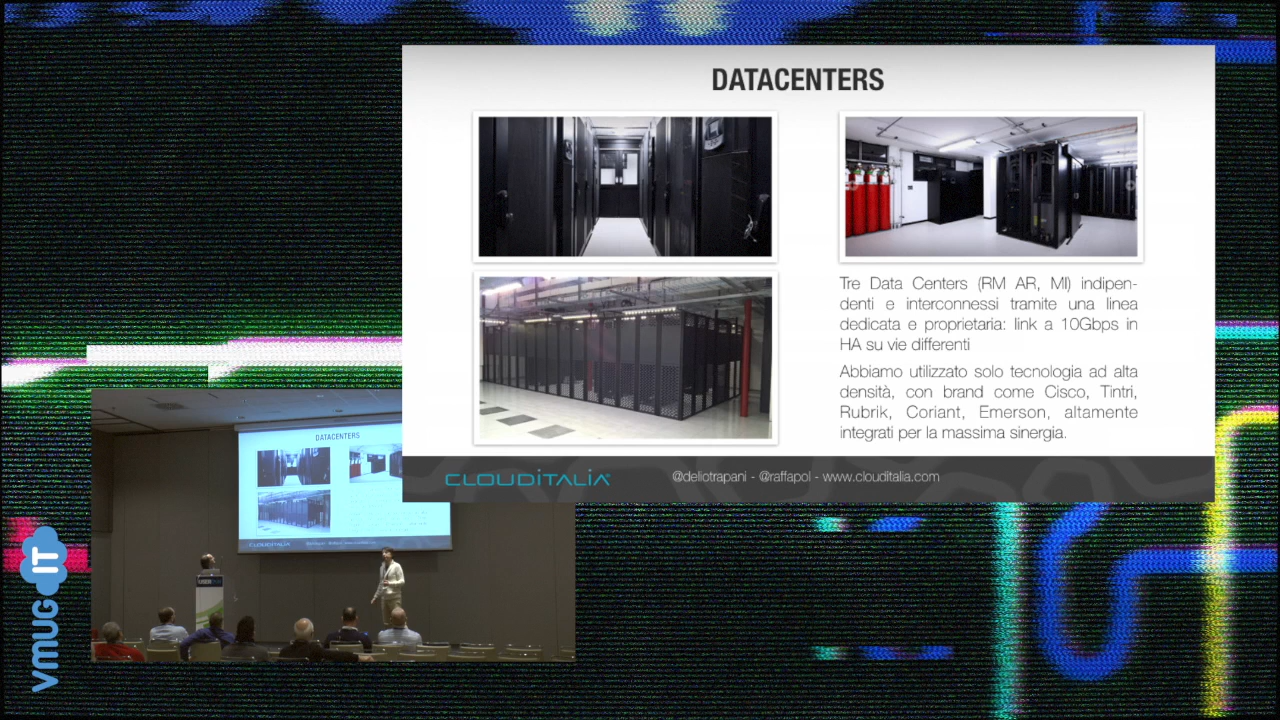 DATACENTERS
Tre Data Centers (RM AR, MI) indipen-
denti e interconnessi tramite una linea
dedicata e proprietaria: link a 10Gbps in
HA su vie differenti
Abbiamo utilizzato solo tecnologia ad alta
densità, con brand come Cisco, Tintri,
Rubrik, Coriant, Emerson, altamente
integrati per la massima sinergia.
CLOUDITALIA
@deliotrapani - @raffapol - www.clouditalia.com
DATACENTERS
CLOUDITALIA
vmug IT